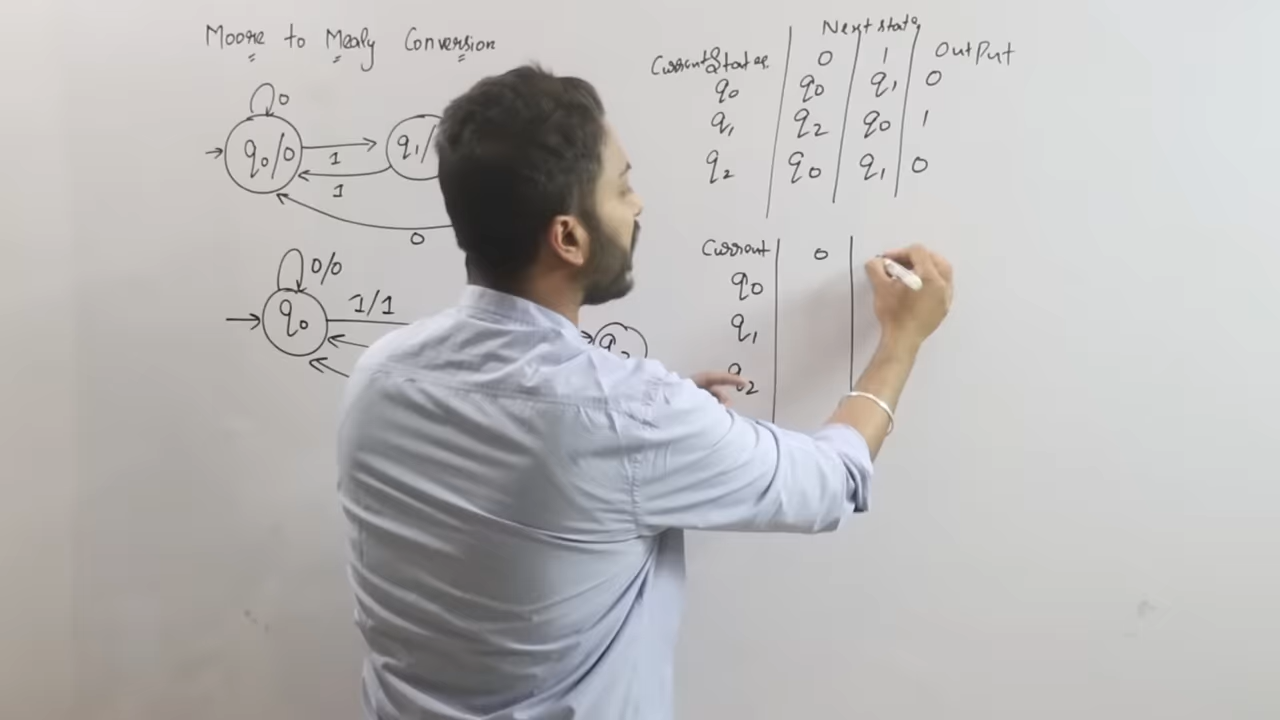 Moore to Mealy Conversion
0
q0/0
1
1
q1/
0
0/0
1/1
q0
Next state
Current States
0 1 Output
q0 q0 q1 0
q1 q2 q0 1
q2 q0 q1 0
Current 0
q0
q1
q2